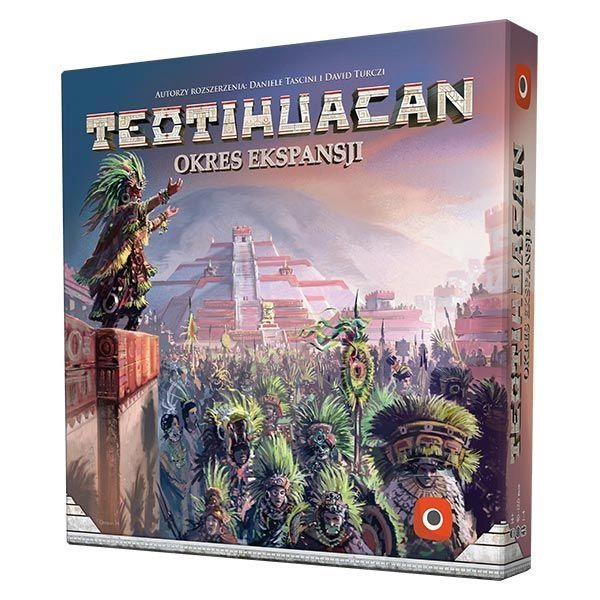 AUTORZY ROZSZERZENIA: DANIELE TASCINI I DAVID TURCZI
TEOTIHUACAN
OKRES EKSPANSJI
TEOTIHUACAN
OKRES EKSPANSJI